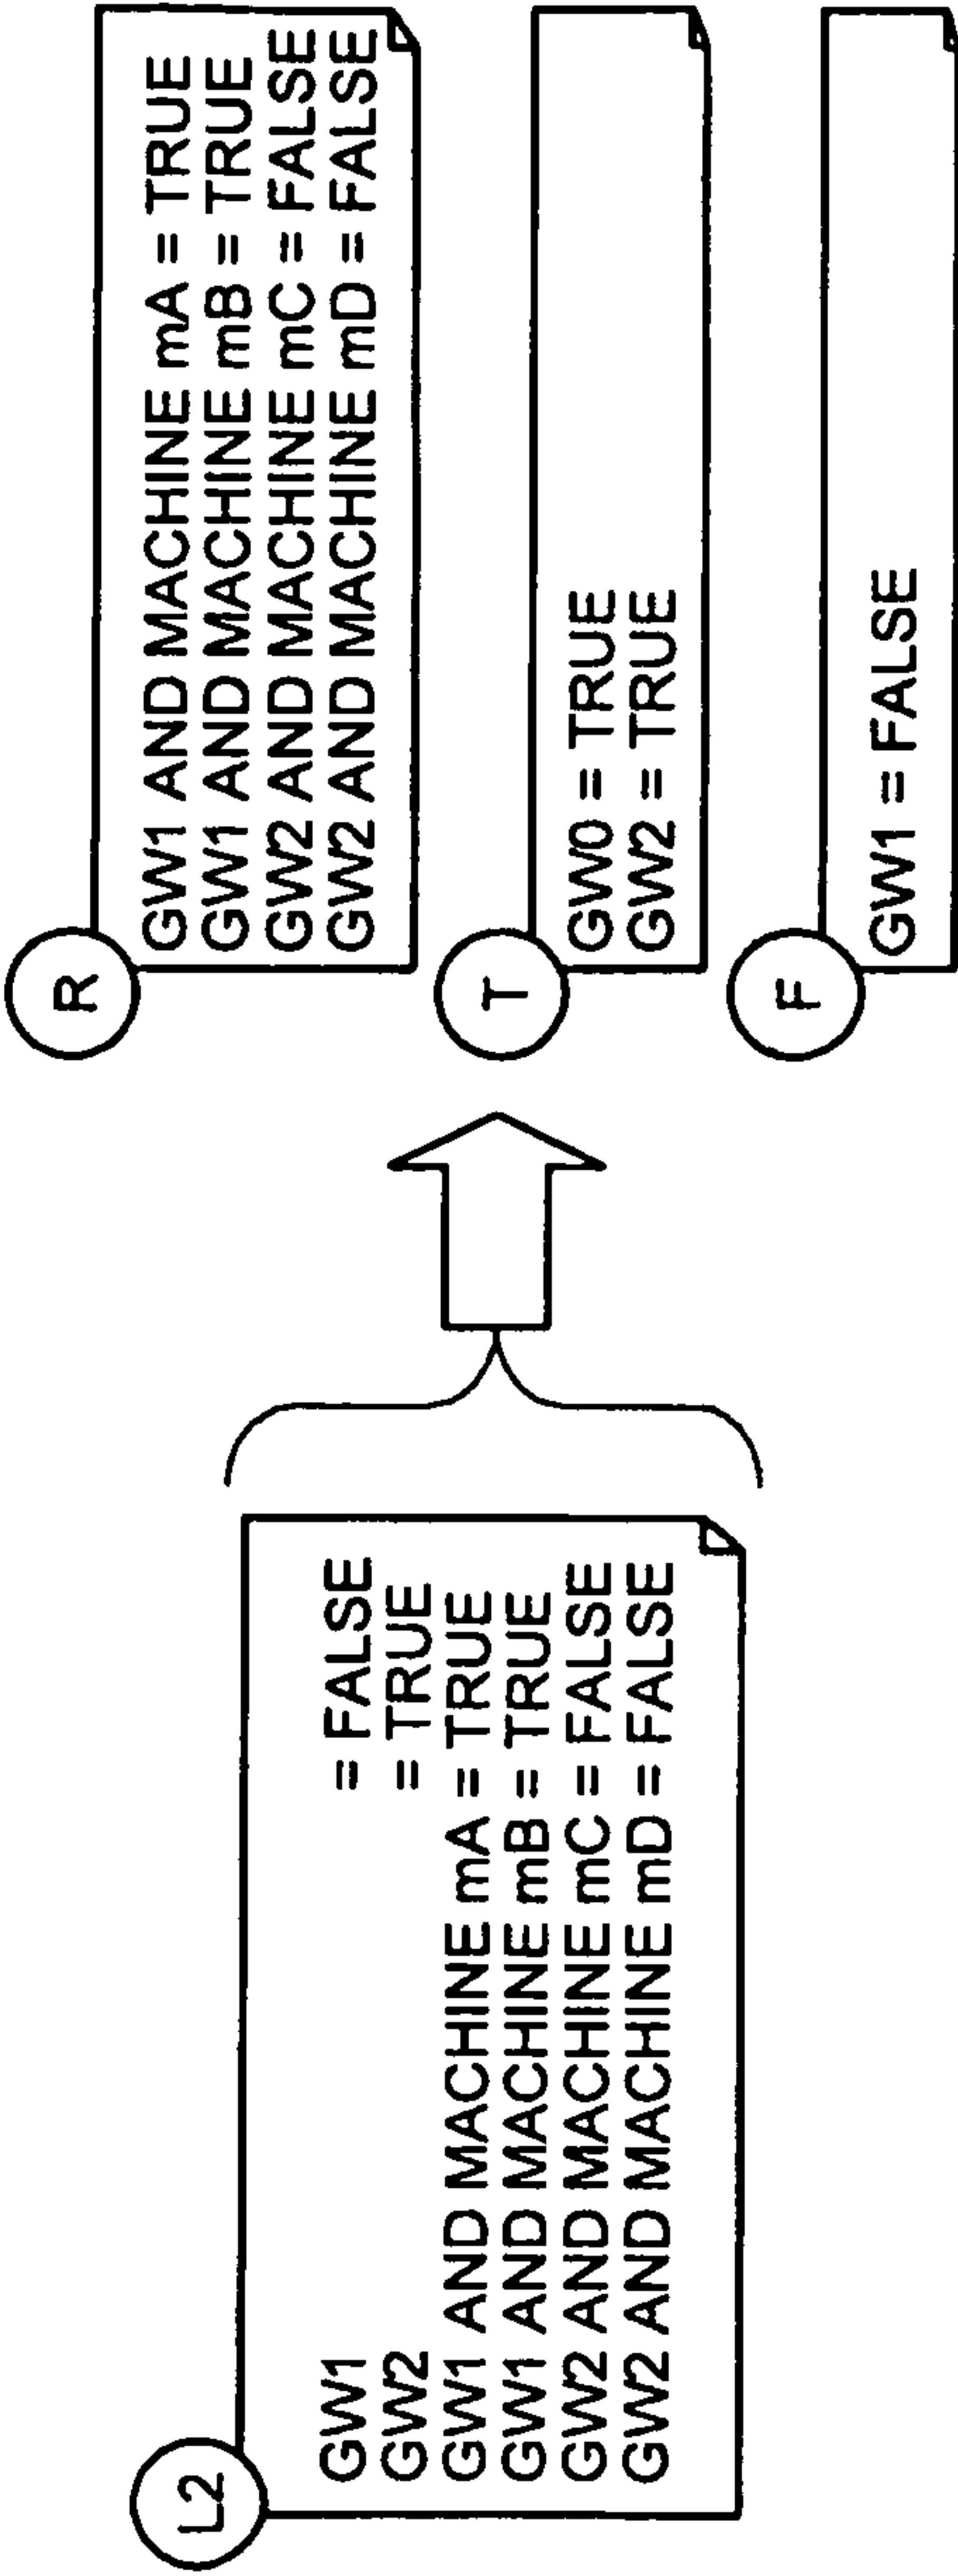 L2
GW1 = FALSE
GW2 = TRUE
GW1 AND MACHINE mA = TRUE
GW1 AND MACHINE mB = TRUE
GW2 AND MACHINE mC = FALSE
GW2 AND MACHINE mD = FALSE
R
GW1 AND MACHINE mA = TRUE
GW1 AND MACHINE mB = TRUE
GW2 AND MACHINE mC = FALSE
GW2 AND MACHINE mD = FALSE
T
GW0 = TRUE
GW2 = TRUE
F
GW1 = FALSE